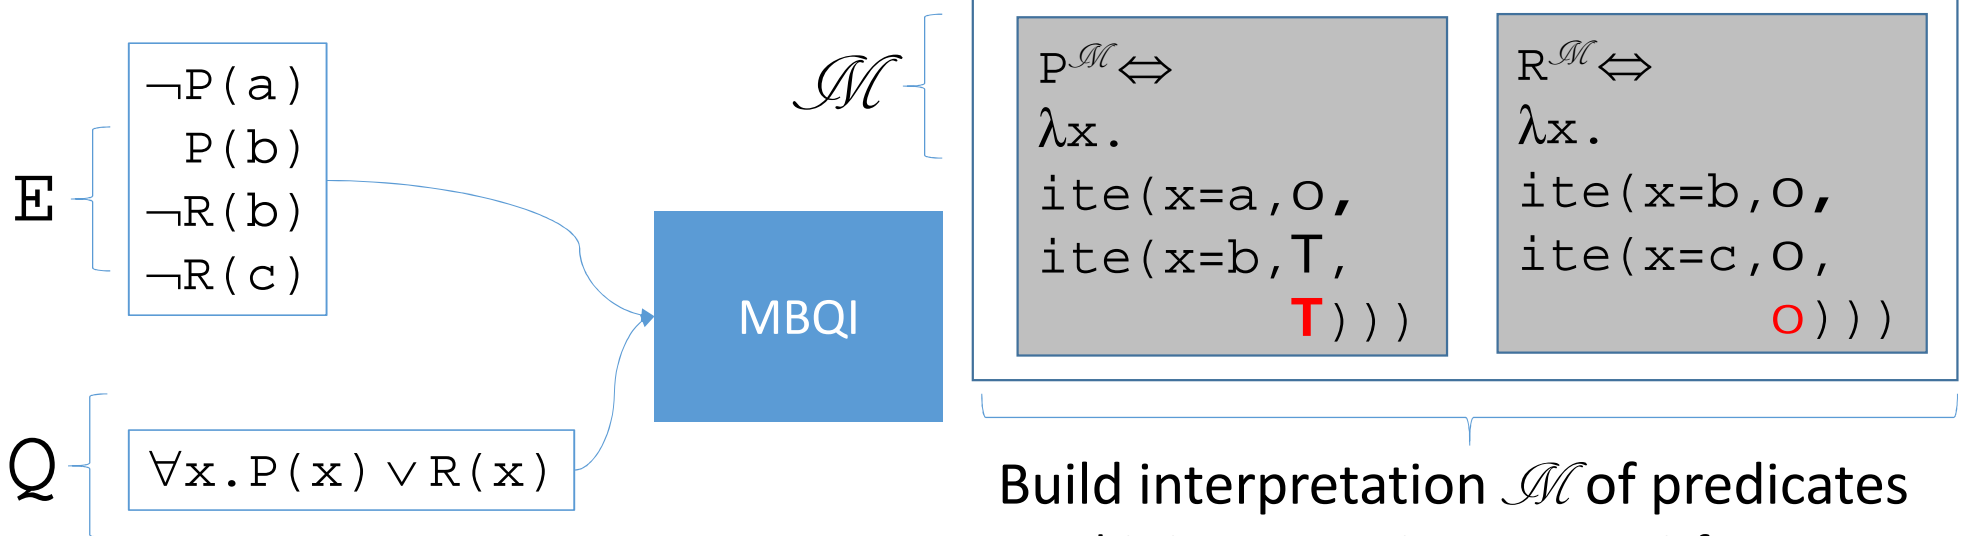 E
¬P(a)
P(b)
¬R(b)
¬R(c)
Q
∀x.P(x) ∨ R(x)
MBQI
ℳ
P^ℳ ⇔
λx.
ite(x=a,O,
ite(x=b,T,
T)))
R^ℳ ⇔
λx.
ite(x=b,O,
ite(x=c,O,
O)))
Build interpretation ℳ of predicates